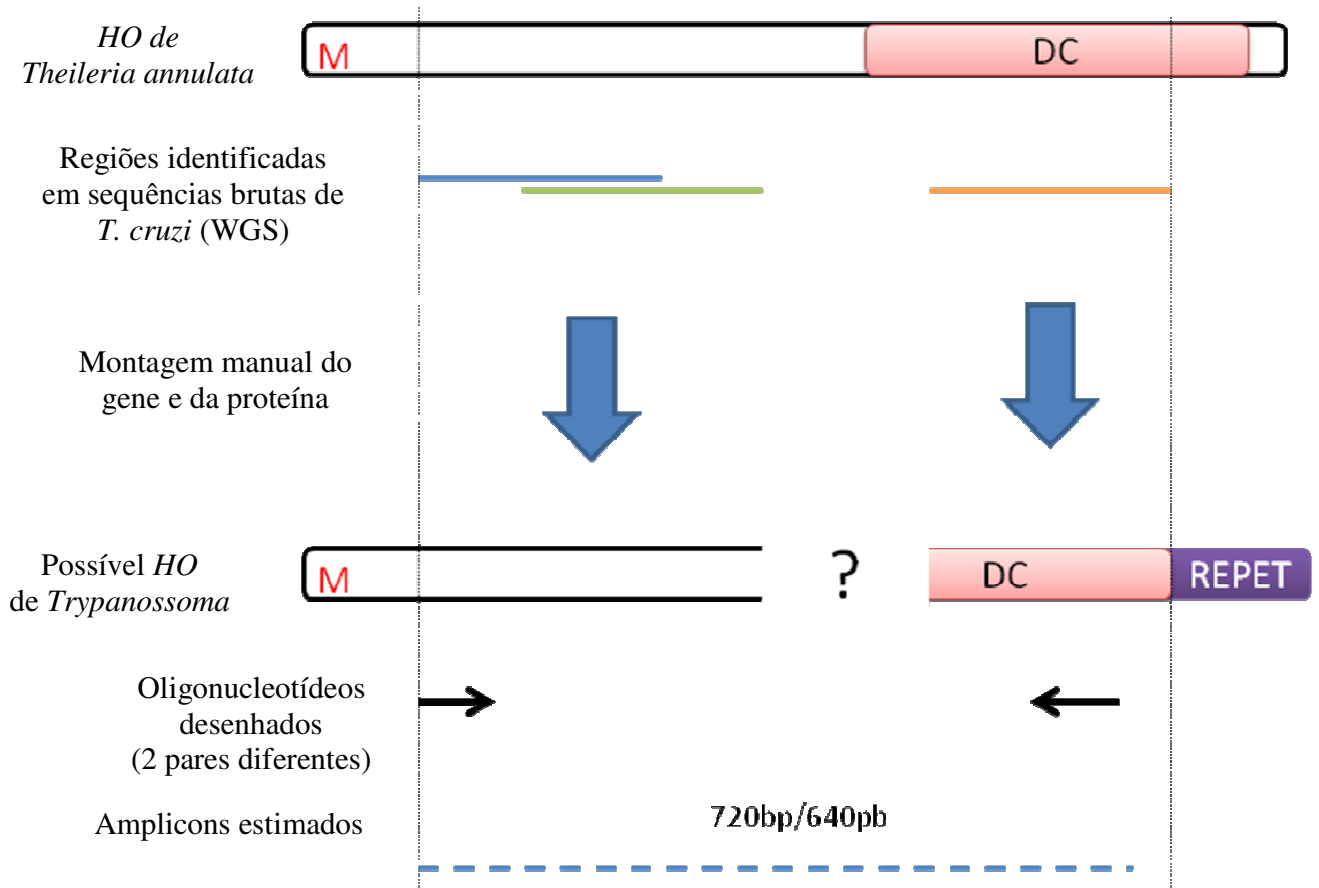 HO de
Theileria annulata
M
DC
Regiões identificadas
em sequências brutas de
T. cruzi (WGS)
Montagem manual do
gene e da proteína
Possível HO
de Trypanossoma
M
?
DC
REPET
Oligonucleotídeos
desenhados
(2 pares diferentes)
Amplicons estimados
720bp/640pb